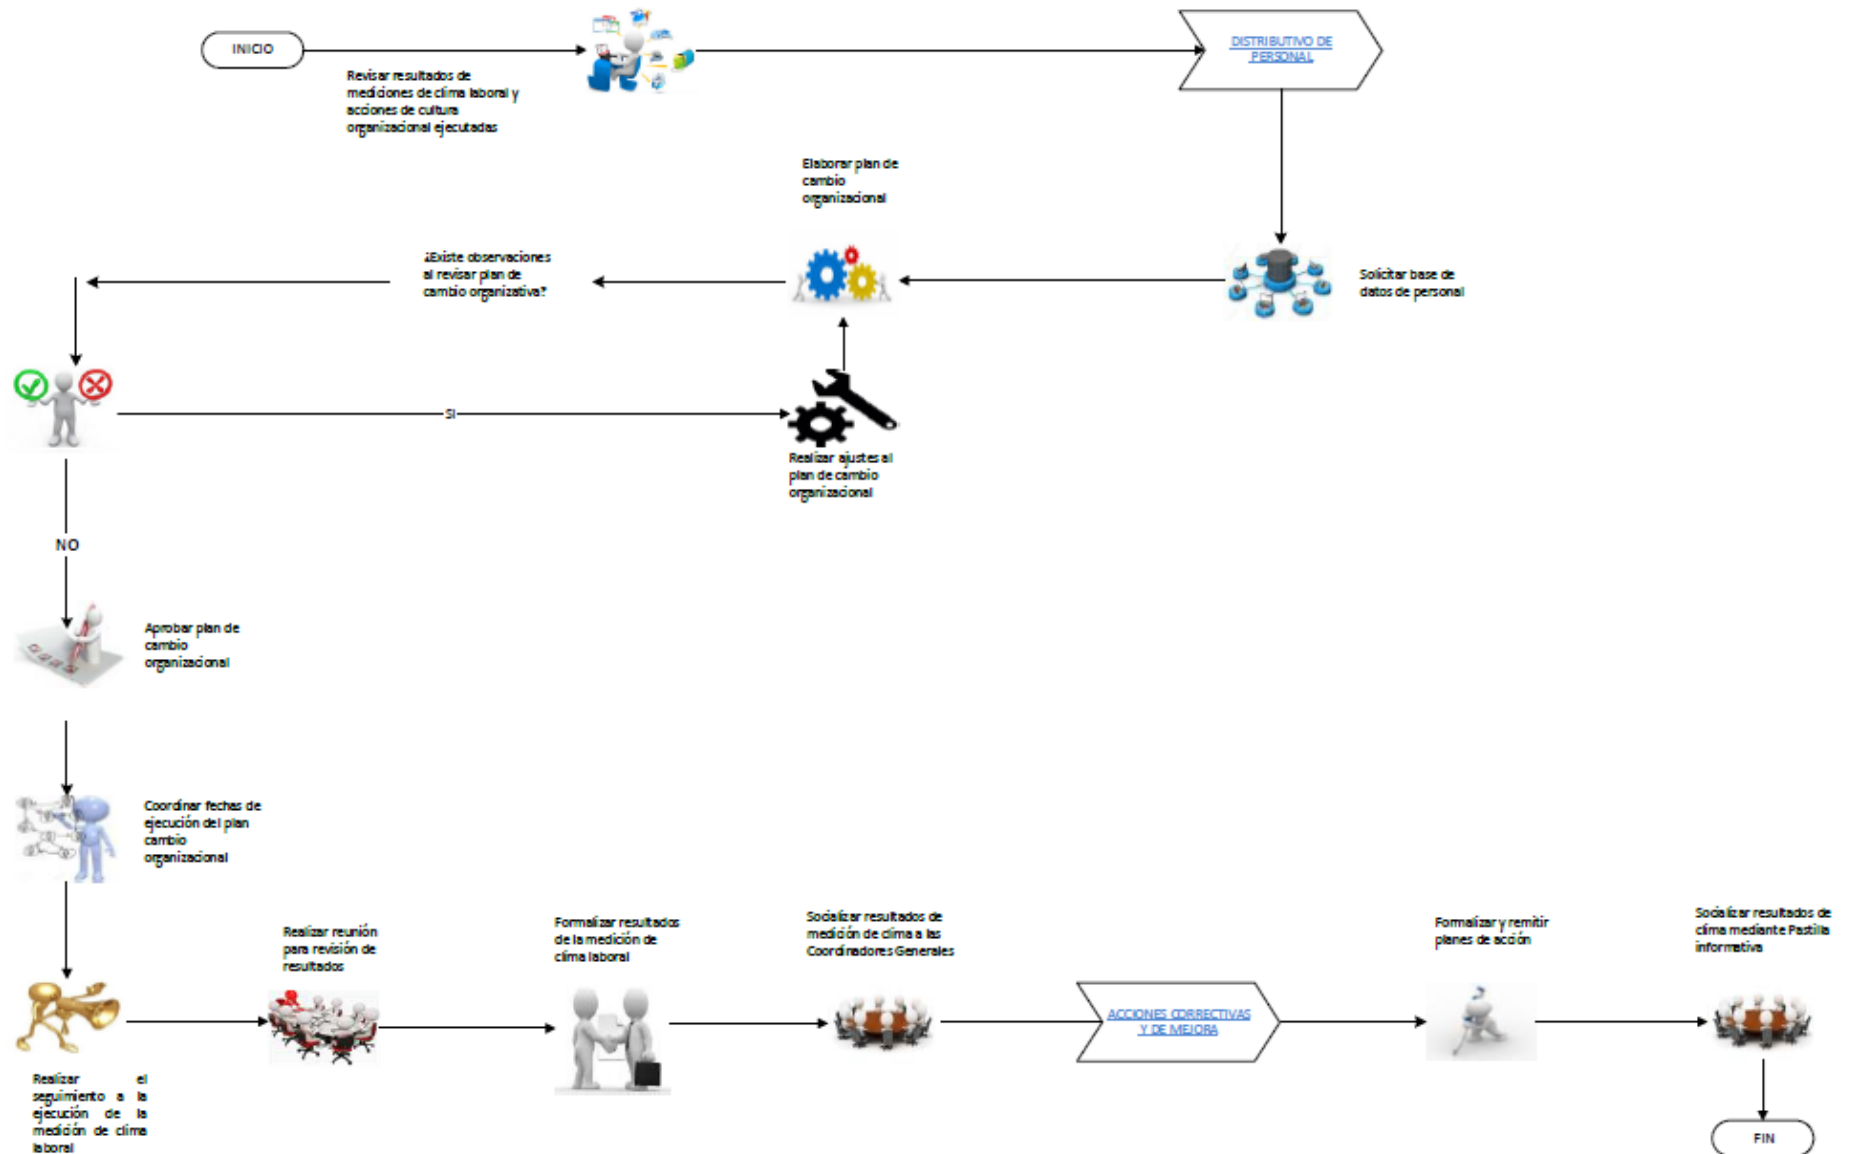 INICIO
Revisar resultados de
mediciones de clima laboral y
acciones de cultura
organizacional ejecutadas
DISTRIBUTIVO DE
PERSONAL
Elaborar plan de
cambio
organizacional
¿Existe observaciones
al revisar plan de
cambio organizativa?
Solicitar base de
datos de personal
SI
Realizar ajustes al
plan de cambio
organizacional
NO
Aprobar plan de
cambio
organizacional
Coordinar fechas de
ejecución del plan
cambio
organizacional
Realizar el
seguimiento a la
ejecución de la
medición de clima
laboral
Realizar reunión
para revisión de
resultados
Formalizar resultados
de la medición de
clima laboral
Socializar resultados de
medición de clima a las
Coordinadores Generales
ACCIONES CORRECTIVAS
Y DE MEJORA
Formalizar y remitir
planes de acción
Socializar resultados de
clima mediante Pastilla
informativa
FIN